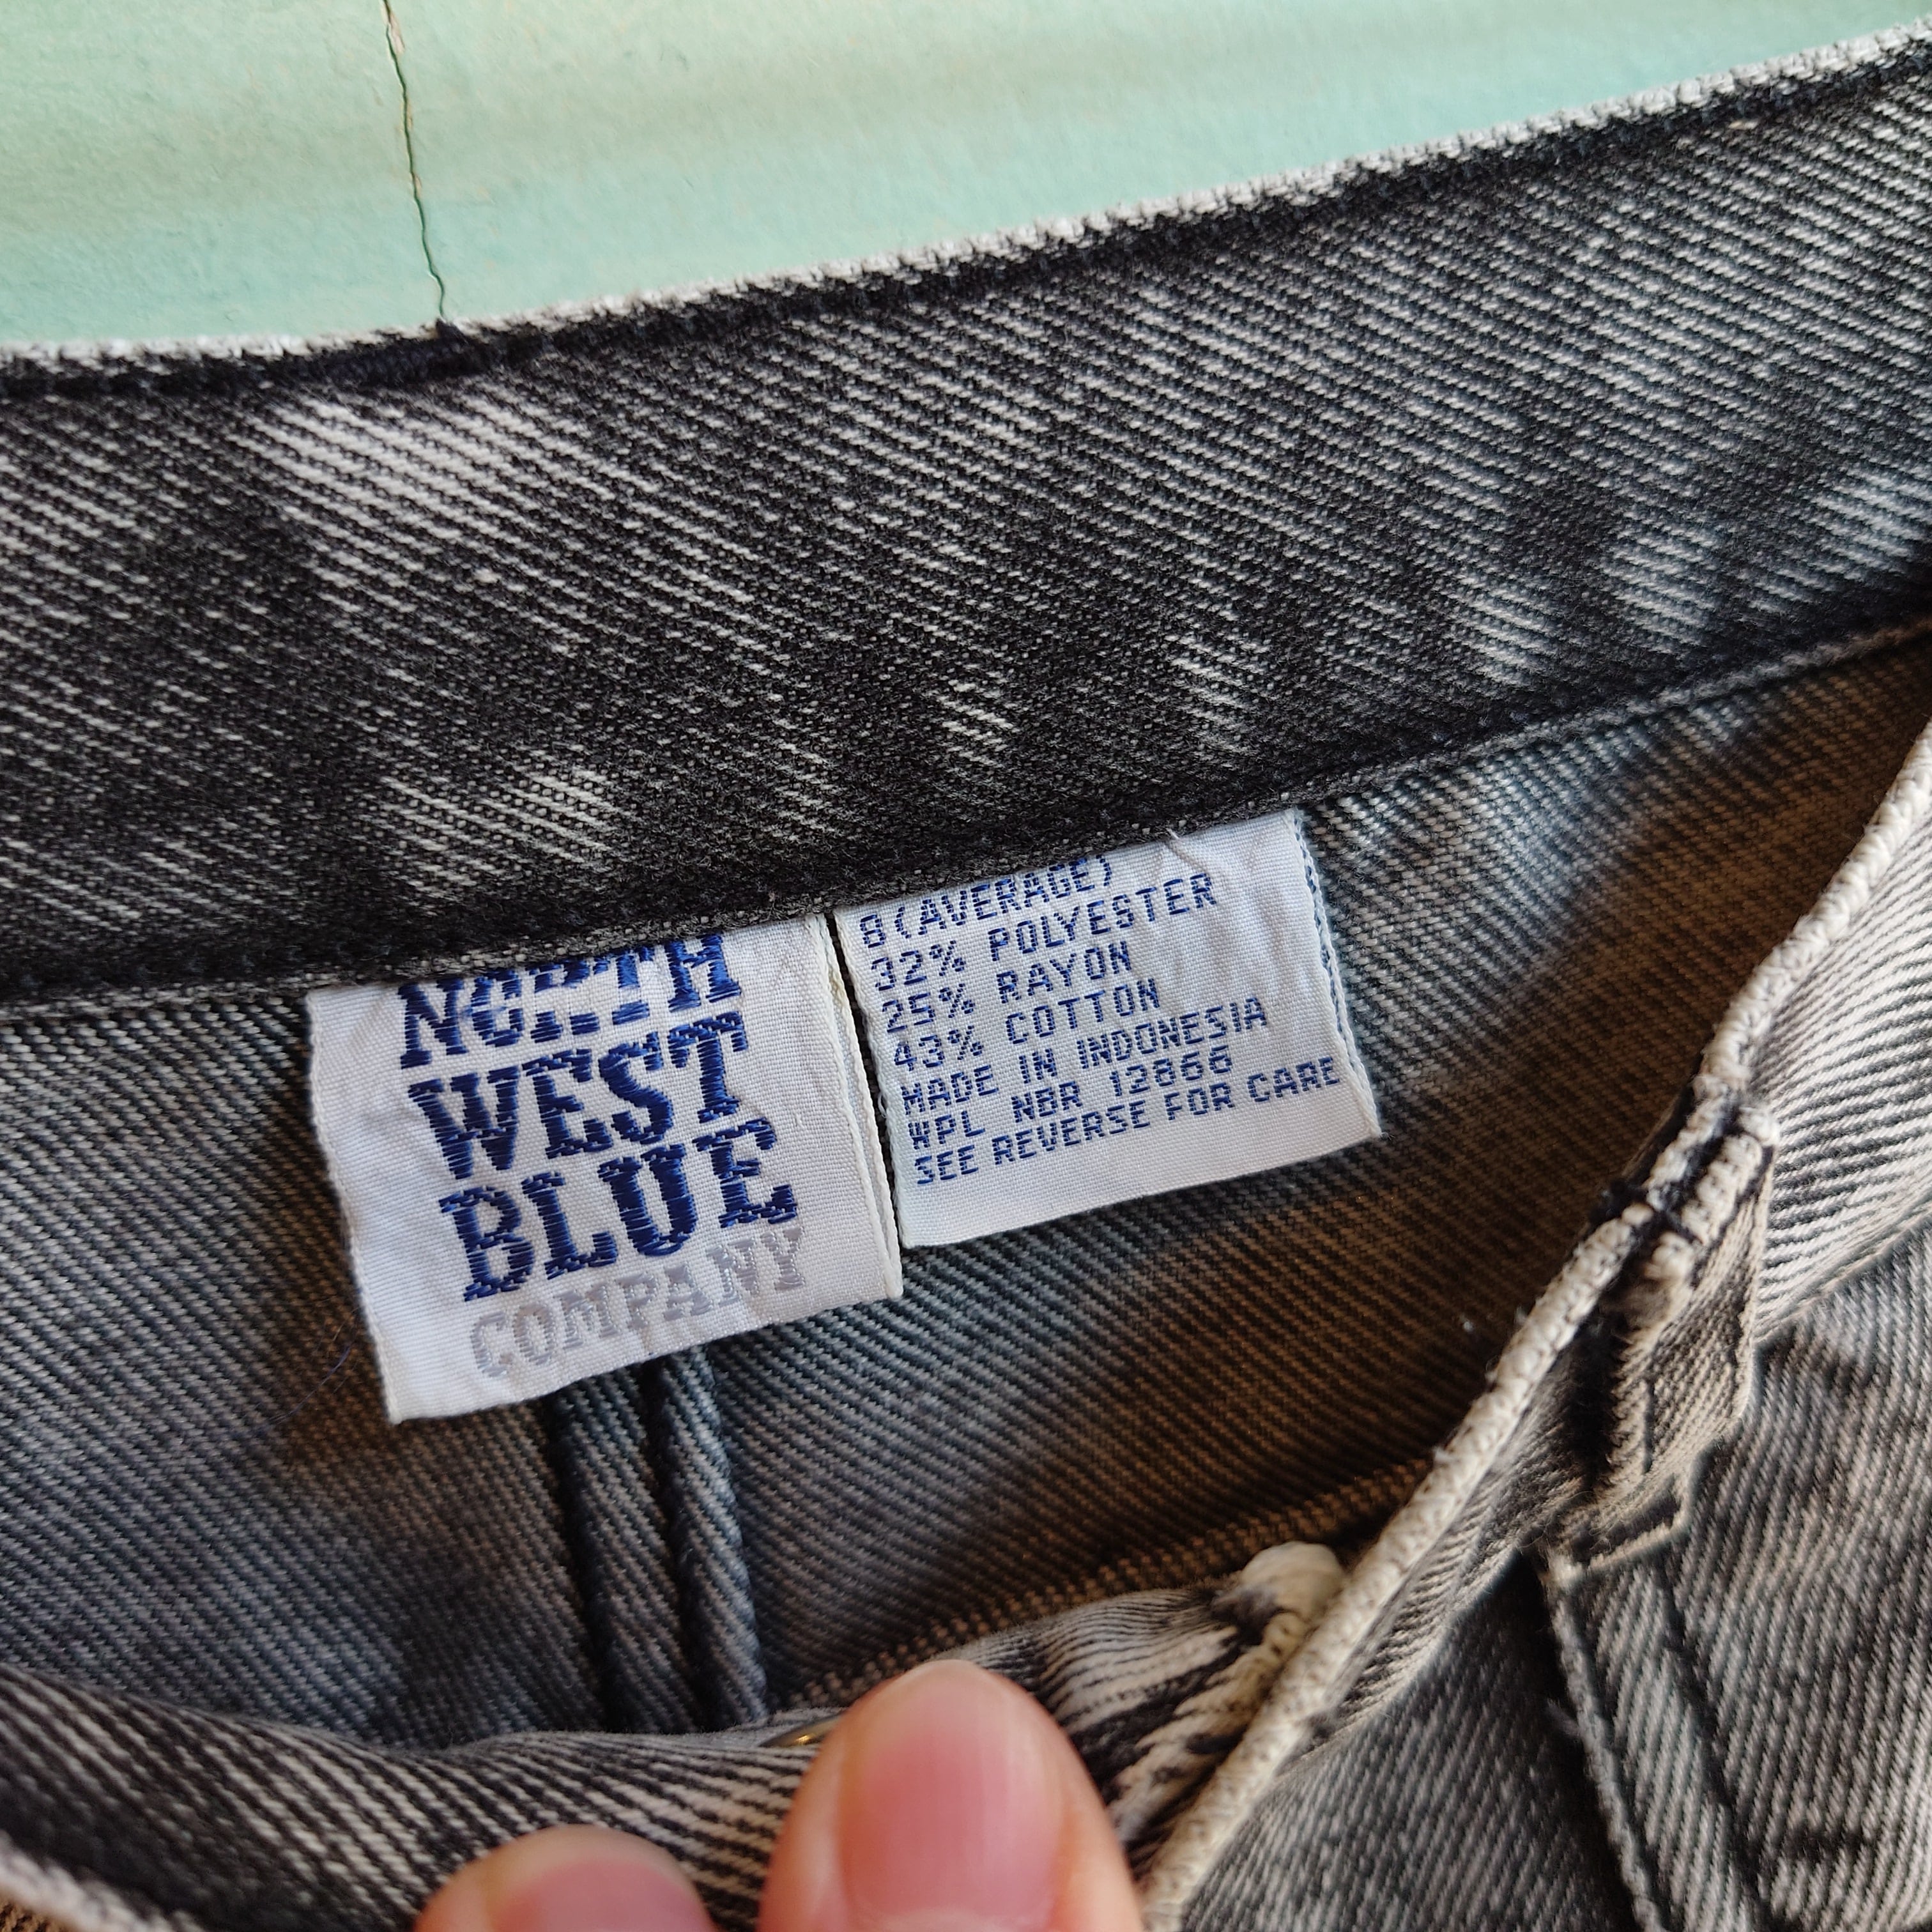 NORTH
WEST
BLUE
COMPANY
8(AVERAGE)
32% POLYESTER
25% RAYON
43% COTTON
MADE IN INDONESIA
WPL NBR 12866
SEE REVERSE FOR CARE